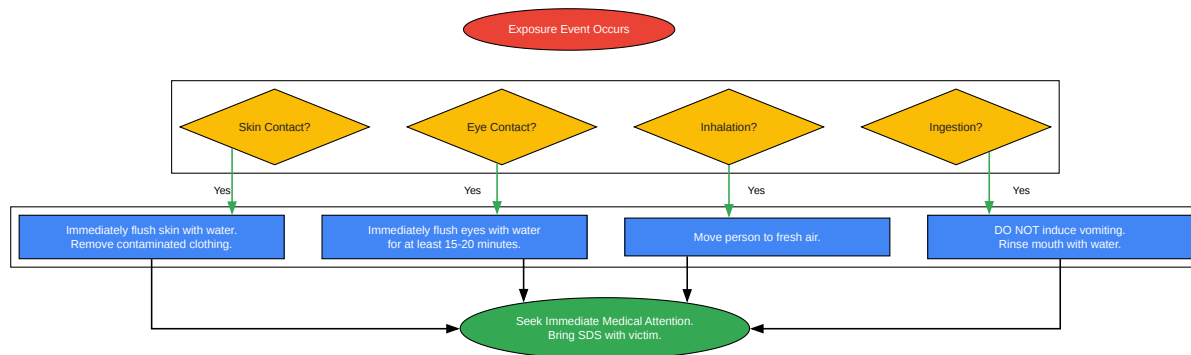 Exposure Event Occurs
Skin Contact?
Eye Contact?
Inhalation?
Ingestion?
Yes
Yes
Yes
Yes
Immediately flush skin with water.
Remove contaminated clothing.
Immediately flush eyes with water
for at least 15-20 minutes.
Move person to fresh air.
DO NOT induce vomiting.
Rinse mouth with water.
Seek Immediate Medical Attention.
Bring SDS with victim.